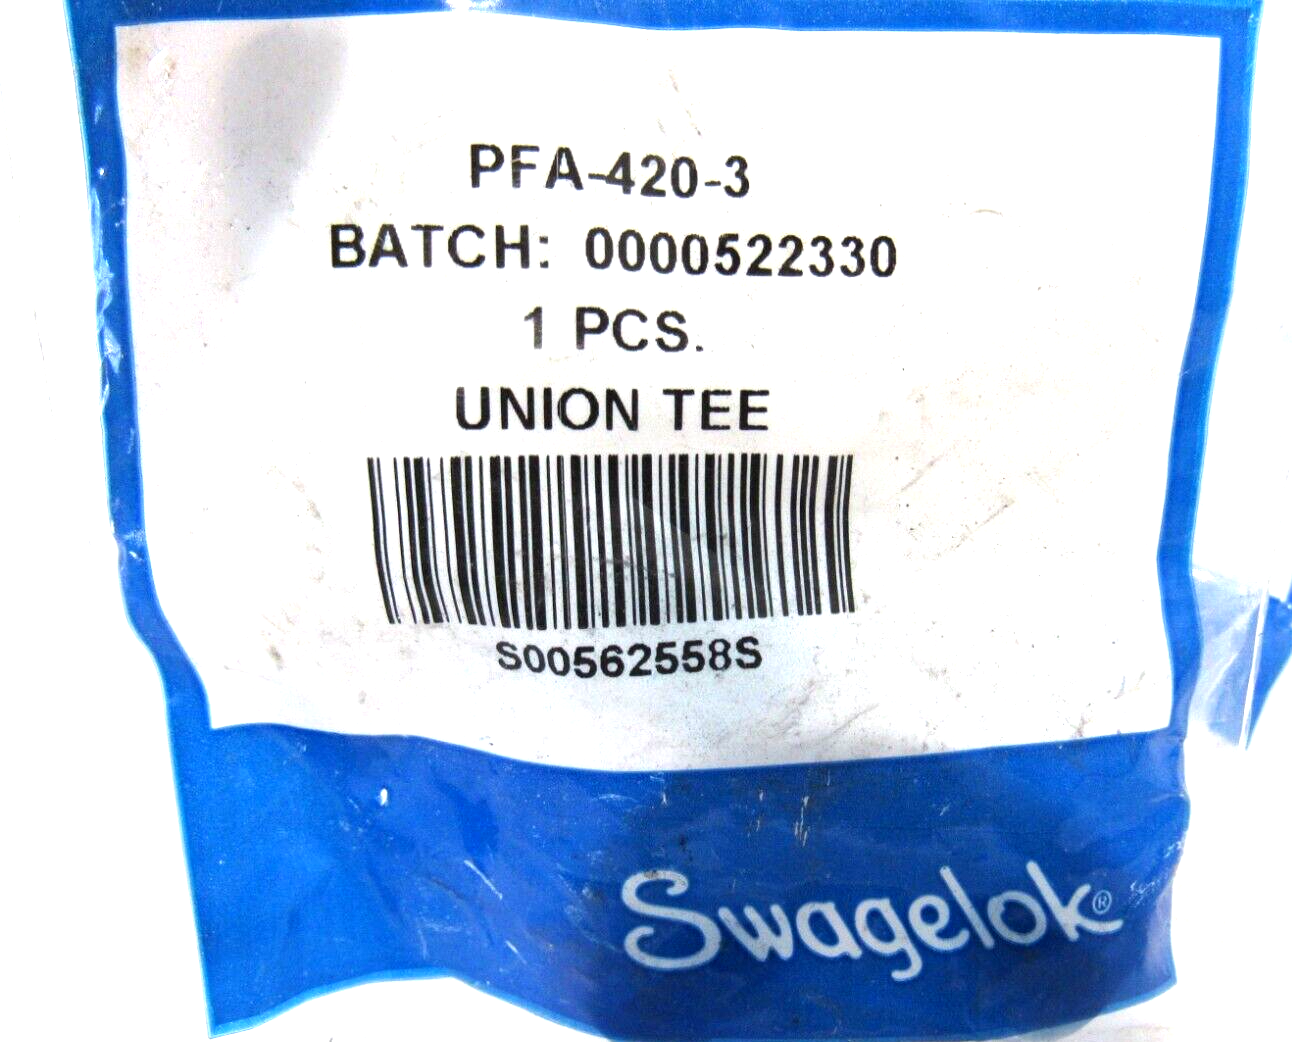 PFA-420-3
BATCH: 0000522330
1 PCS.
UNION TEE
S00562558S
Swagelok®